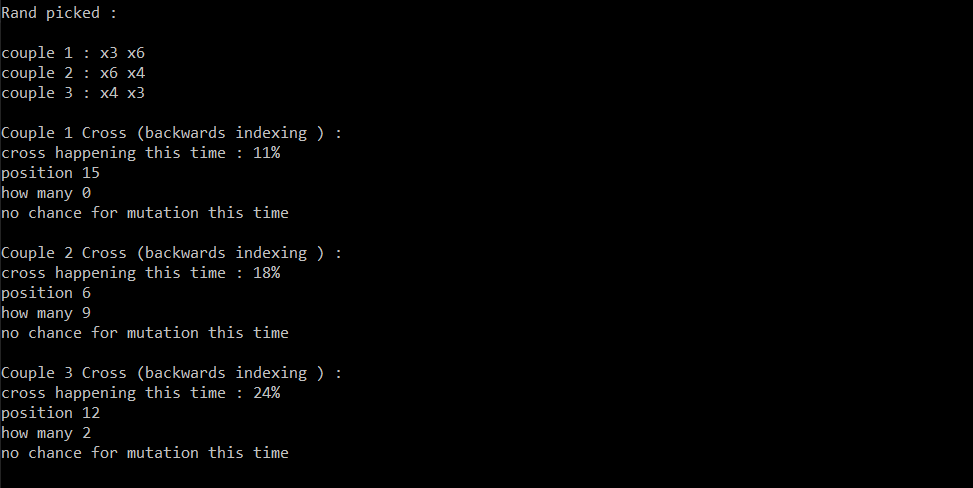 Rand picked :
couple 1 : x3 x6
couple 2 : x6 x4
couple 3 : x4 x3
Couple 1 Cross (backwards indexing ) :
cross happening this time : 11%
position 15
how many 0
no chance for mutation this time
Couple 2 Cross (backwards indexing ) :
cross happening this time : 18%
position 6
how many 9
no chance for mutation this time
Couple 3 Cross (backwards indexing ) :
cross happening this time : 24%
position 12
how many 2
no chance for mutation this time